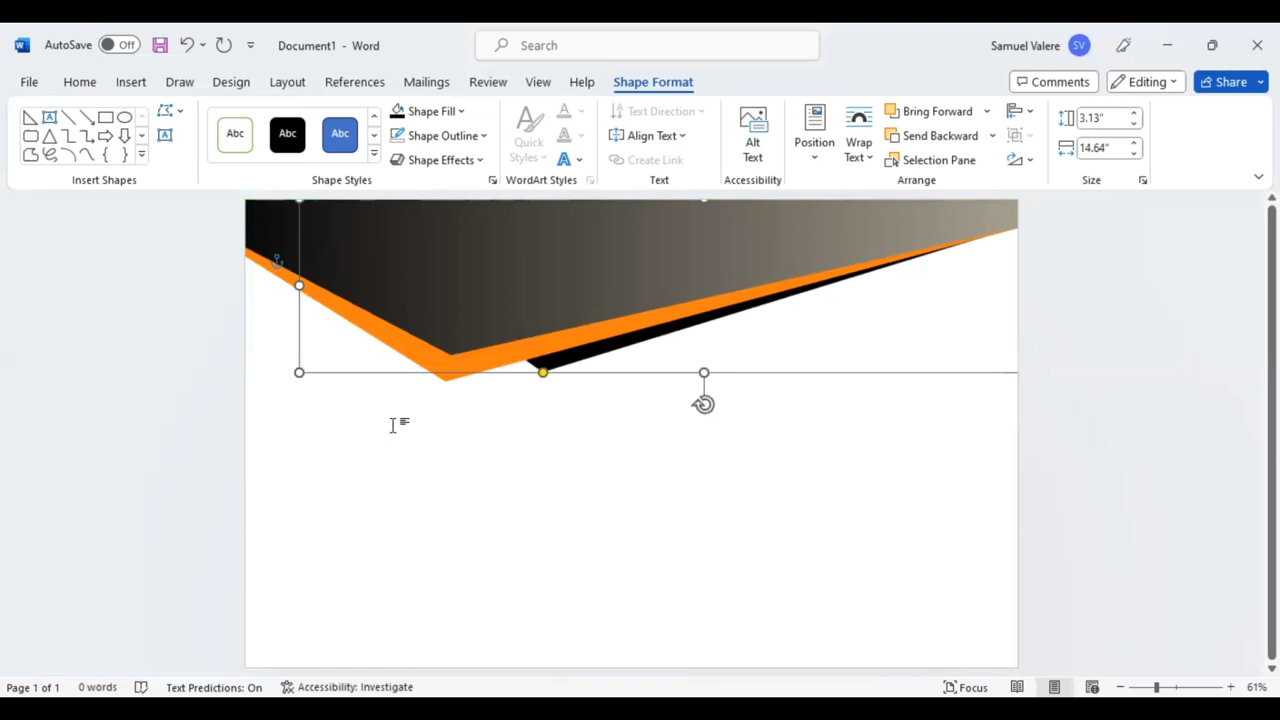 AutoSave Off Document1 - Word Search Samuel Valere SV
File Home Insert Draw Design Layout References Mailings Review View Help Shape Format Comments Editing Share
Abc Abc Abc
Shape Fill
Shape Outline
Shape Effects
Quick Styles
Text Direction
Align Text
Create Link
Alt Text
Position
Wrap Text
Bring Forward
Send Backward
Selection Pane
3.13"
14.64"
Insert Shapes Shape Styles WordArt Styles Text Accessibility Arrange Size
Page 1 of 1 0 words Text Predictions: On Accessibility: Investigate Focus 61%